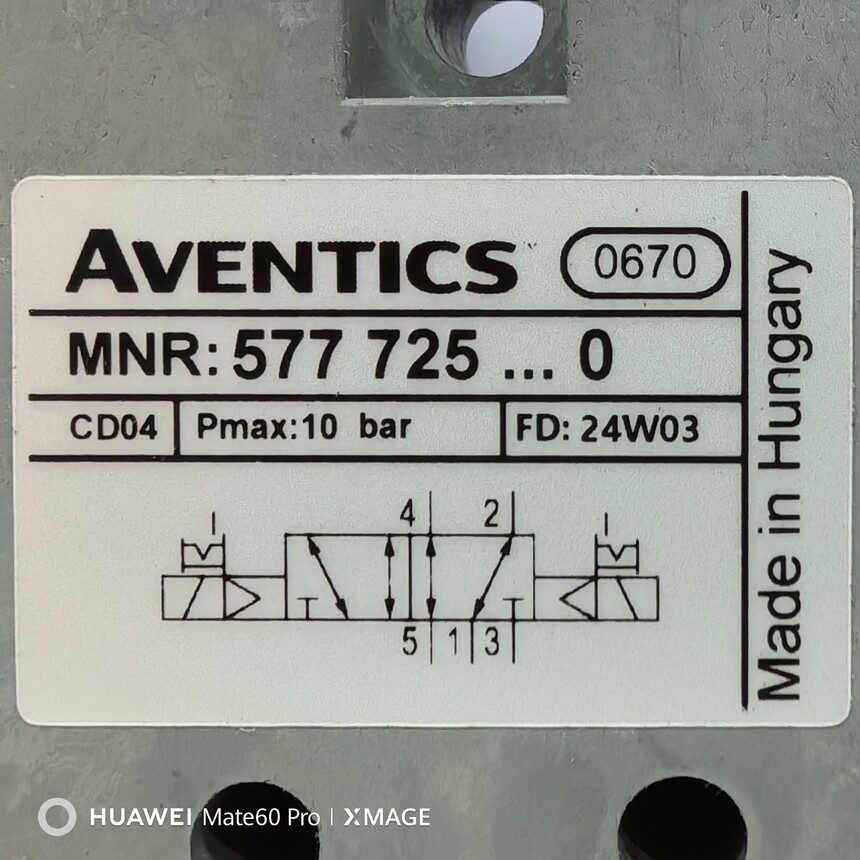 AVENTICS 0670
MNR: 577 725 ... 0
CD04 Pmax:10 bar FD: 24W03
4 2
5 1 3
Made in Hungary
HUAWEI Mate60 Pro | XMAGE